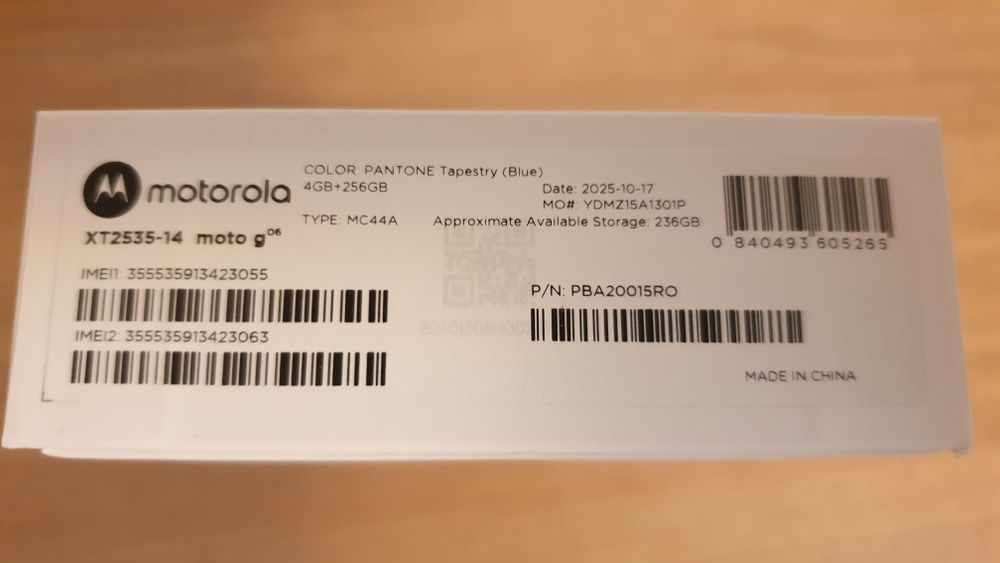 COLOR: PANTONE Tapestry (Blue)
4GB+256GB
motorola
Date: 2025-10-17
MO#: YDMZ15A1301P
TYPE: MC44A
Approximate Available Storage: 236GB
XT2535-14 moto g06
0 840493 605265
IMEI1: 355535913423055
P/N: PBA20015RO
IMEI2: 355535913423063
MADE IN CHINA